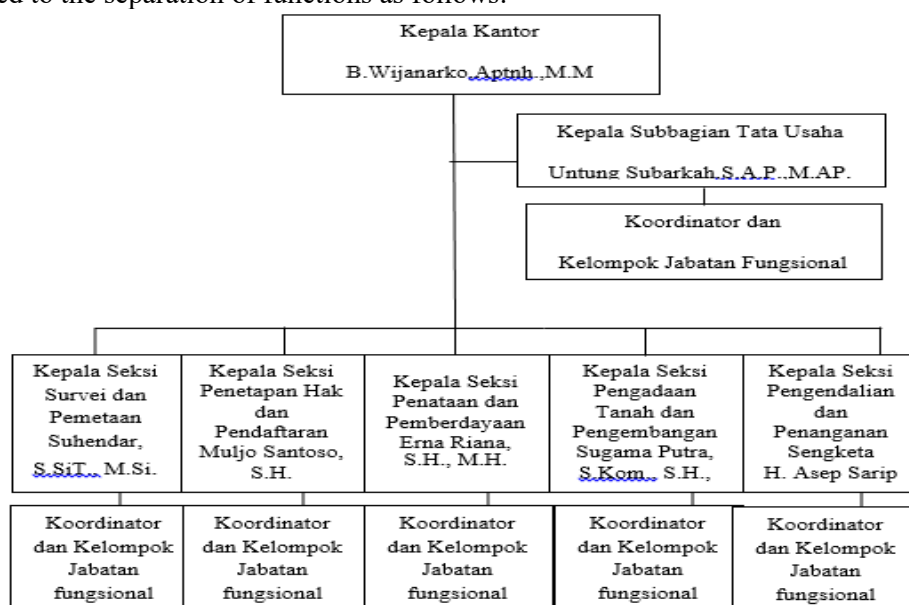 ed to the separation of functions as follows:
Kepala Kantor
B.Wijanarko,Aptnh.,M.M
Kepala Subbagian Tata Usaha
Untung Subarkah,S.A.P.,M.AP.
Koordinator dan
Kelompok Jabatan Fungsional
Kepala Seksi
Survei dan
Pemetaan
Suhendar,
S.SiT., M.Si.
Kepala Seksi
Penetapan Hak
dan
Pendaftaran
Muljo Santoso,
S.H.
Kepala Seksi
Penataan dan
Pemberdayaan
Erna Riana,
S.H., M.H.
Kepala Seksi
Pengadaan
Tanah dan
Pengembangan
Sugama Putra,
S.Kom., S.H.,
Kepala Seksi
Pengendalian
dan
Penanganan
Sengketa
H. Asep Sarip
Koordinator
dan Kelompok
Jabatan
fungsional
Koordinator
dan Kelompok
Jabatan
fungsional
Koordinator
dan Kelompok
Jabatan
fungsional
Koordinator
dan Kelompok
Jabatan
fungsional
Koordinator
dan Kelompok
Jabatan
fungsional